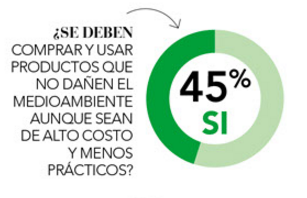 ¿SE DEBEN
COMPRAR Y USAR
PRODUCTOS QUE
NO DAÑEN EL
MEDIOAMBIENTE
AUNQUE SEAN
DE ALTO COSTO
Y MENOS
PRÁCTICOS?
45%
SI